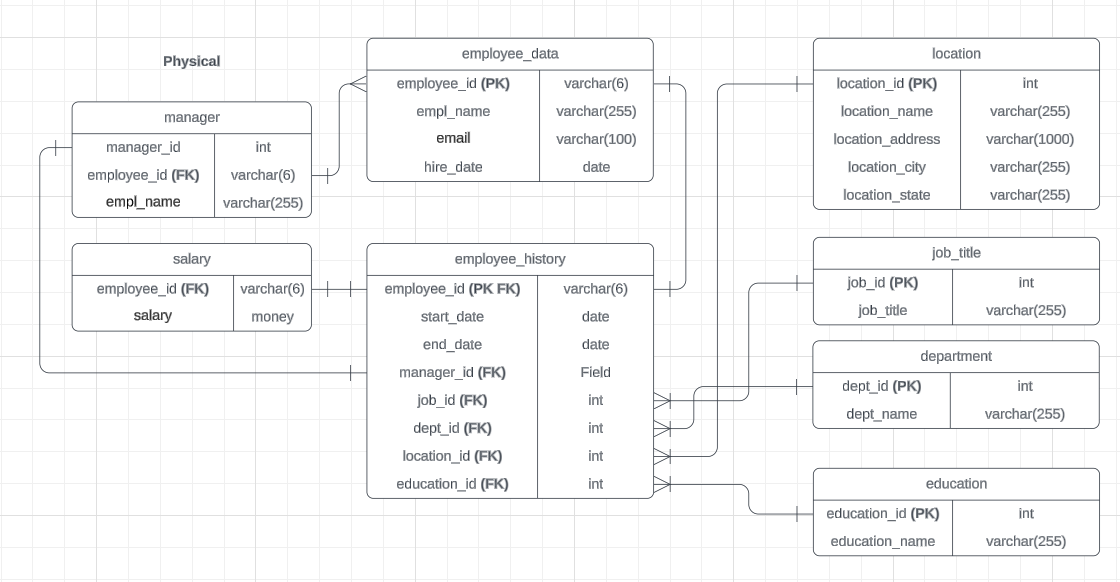 Physical
manager
manager_id int
employee_id (FK) varchar(6)
empl_name varchar(255)
salary
employee_id (FK) varchar(6)
salary money
employee_data
employee_id (PK) varchar(6)
empl_name varchar(255)
email varchar(100)
hire_date date
employee_history
employee_id (PK FK) varchar(6)
start_date date
end_date date
manager_id (FK) Field
job_id (FK) int
dept_id (FK) int
location_id (FK) int
education_id (FK) int
location
location_id (PK) int
location_name varchar(255)
location_address varchar(1000)
location_city varchar(255)
location_state varchar(255)
job_title
job_id (PK) int
job_title varchar(255)
department
dept_id (PK) int
dept_name varchar(255)
education
education_id (PK) int
education_name varchar(255)